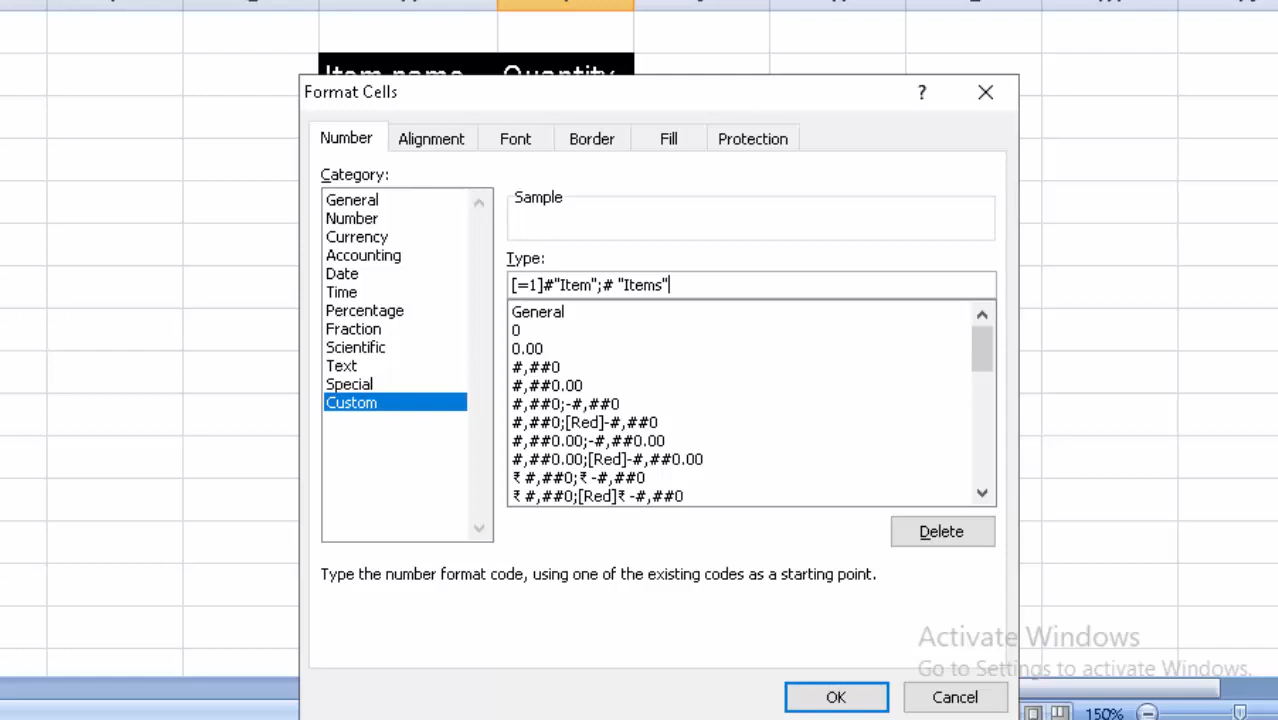 Item name Quantity
Format Cells ?
Number Alignment Font Border Fill Protection
Category:
General
Number
Currency
Accounting
Date
Time
Percentage
Fraction
Scientific
Text
Special
Custom
Sample
Type:
[=1]#"Item";# "Items"
General
0
0.00
#,##0
#,##0.00
#,##0;-#,##0
#,##0;[Red]-#,##0
#,##0.00;-#,##0.00
#,##0.00;[Red]-#,##0.00
₹ #,##0;₹ -#,##0
₹ #,##0;[Red]₹ -#,##0
Delete
Type the number format code, using one of the existing codes as a starting point.
Activate Windows
Go to Settings to activate Windows.
OK Cancel
150%